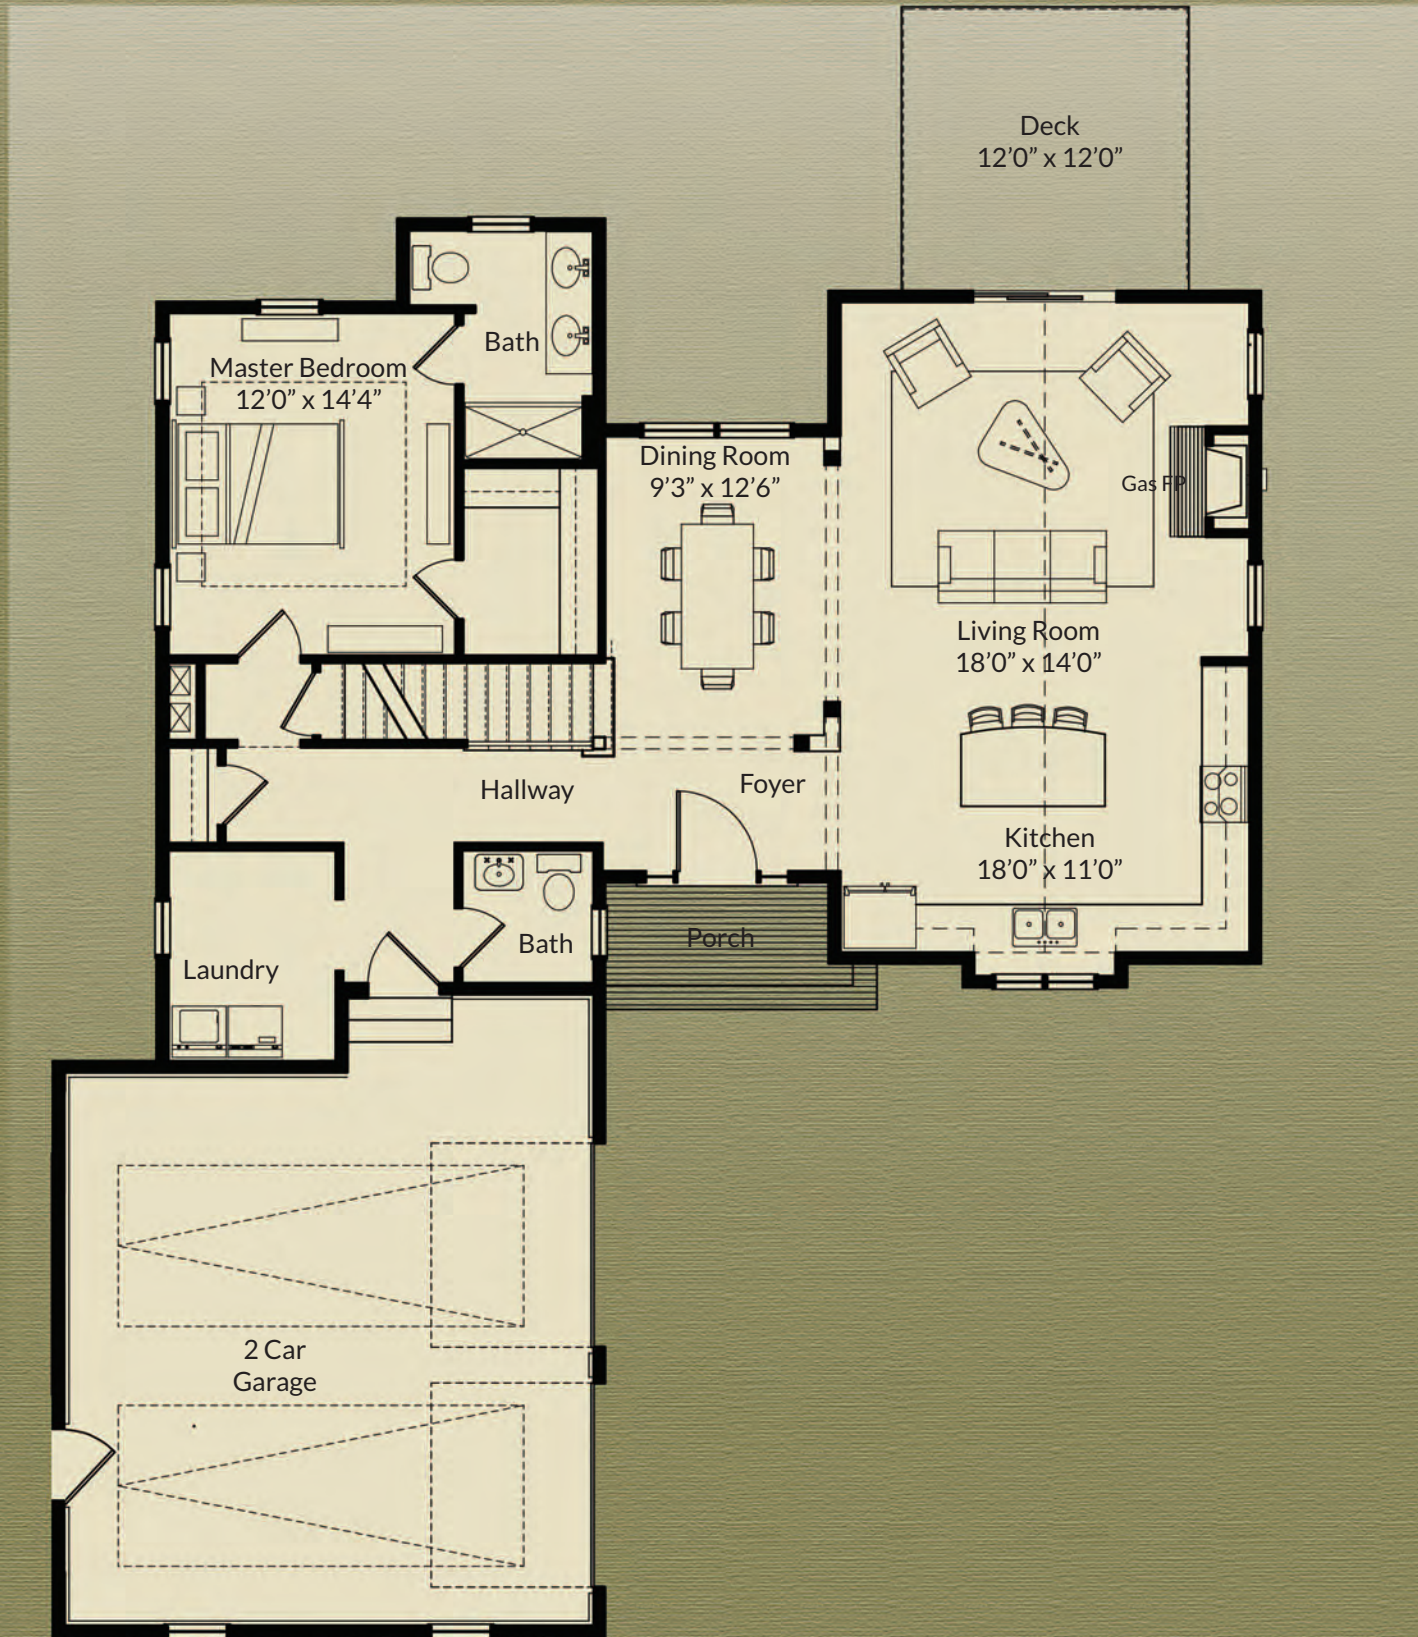 Deck
12’0” x 12’0”
Bath
Master Bedroom
12’0” x 14’4”
Dining Room
9’3” x 12’6”
Gas FP
Living Room
18’0” x 14’0”
Hallway
Foyer
Kitchen
18’0” x 11’0”
Laundry
Bath
Porch
2 Car
Garage